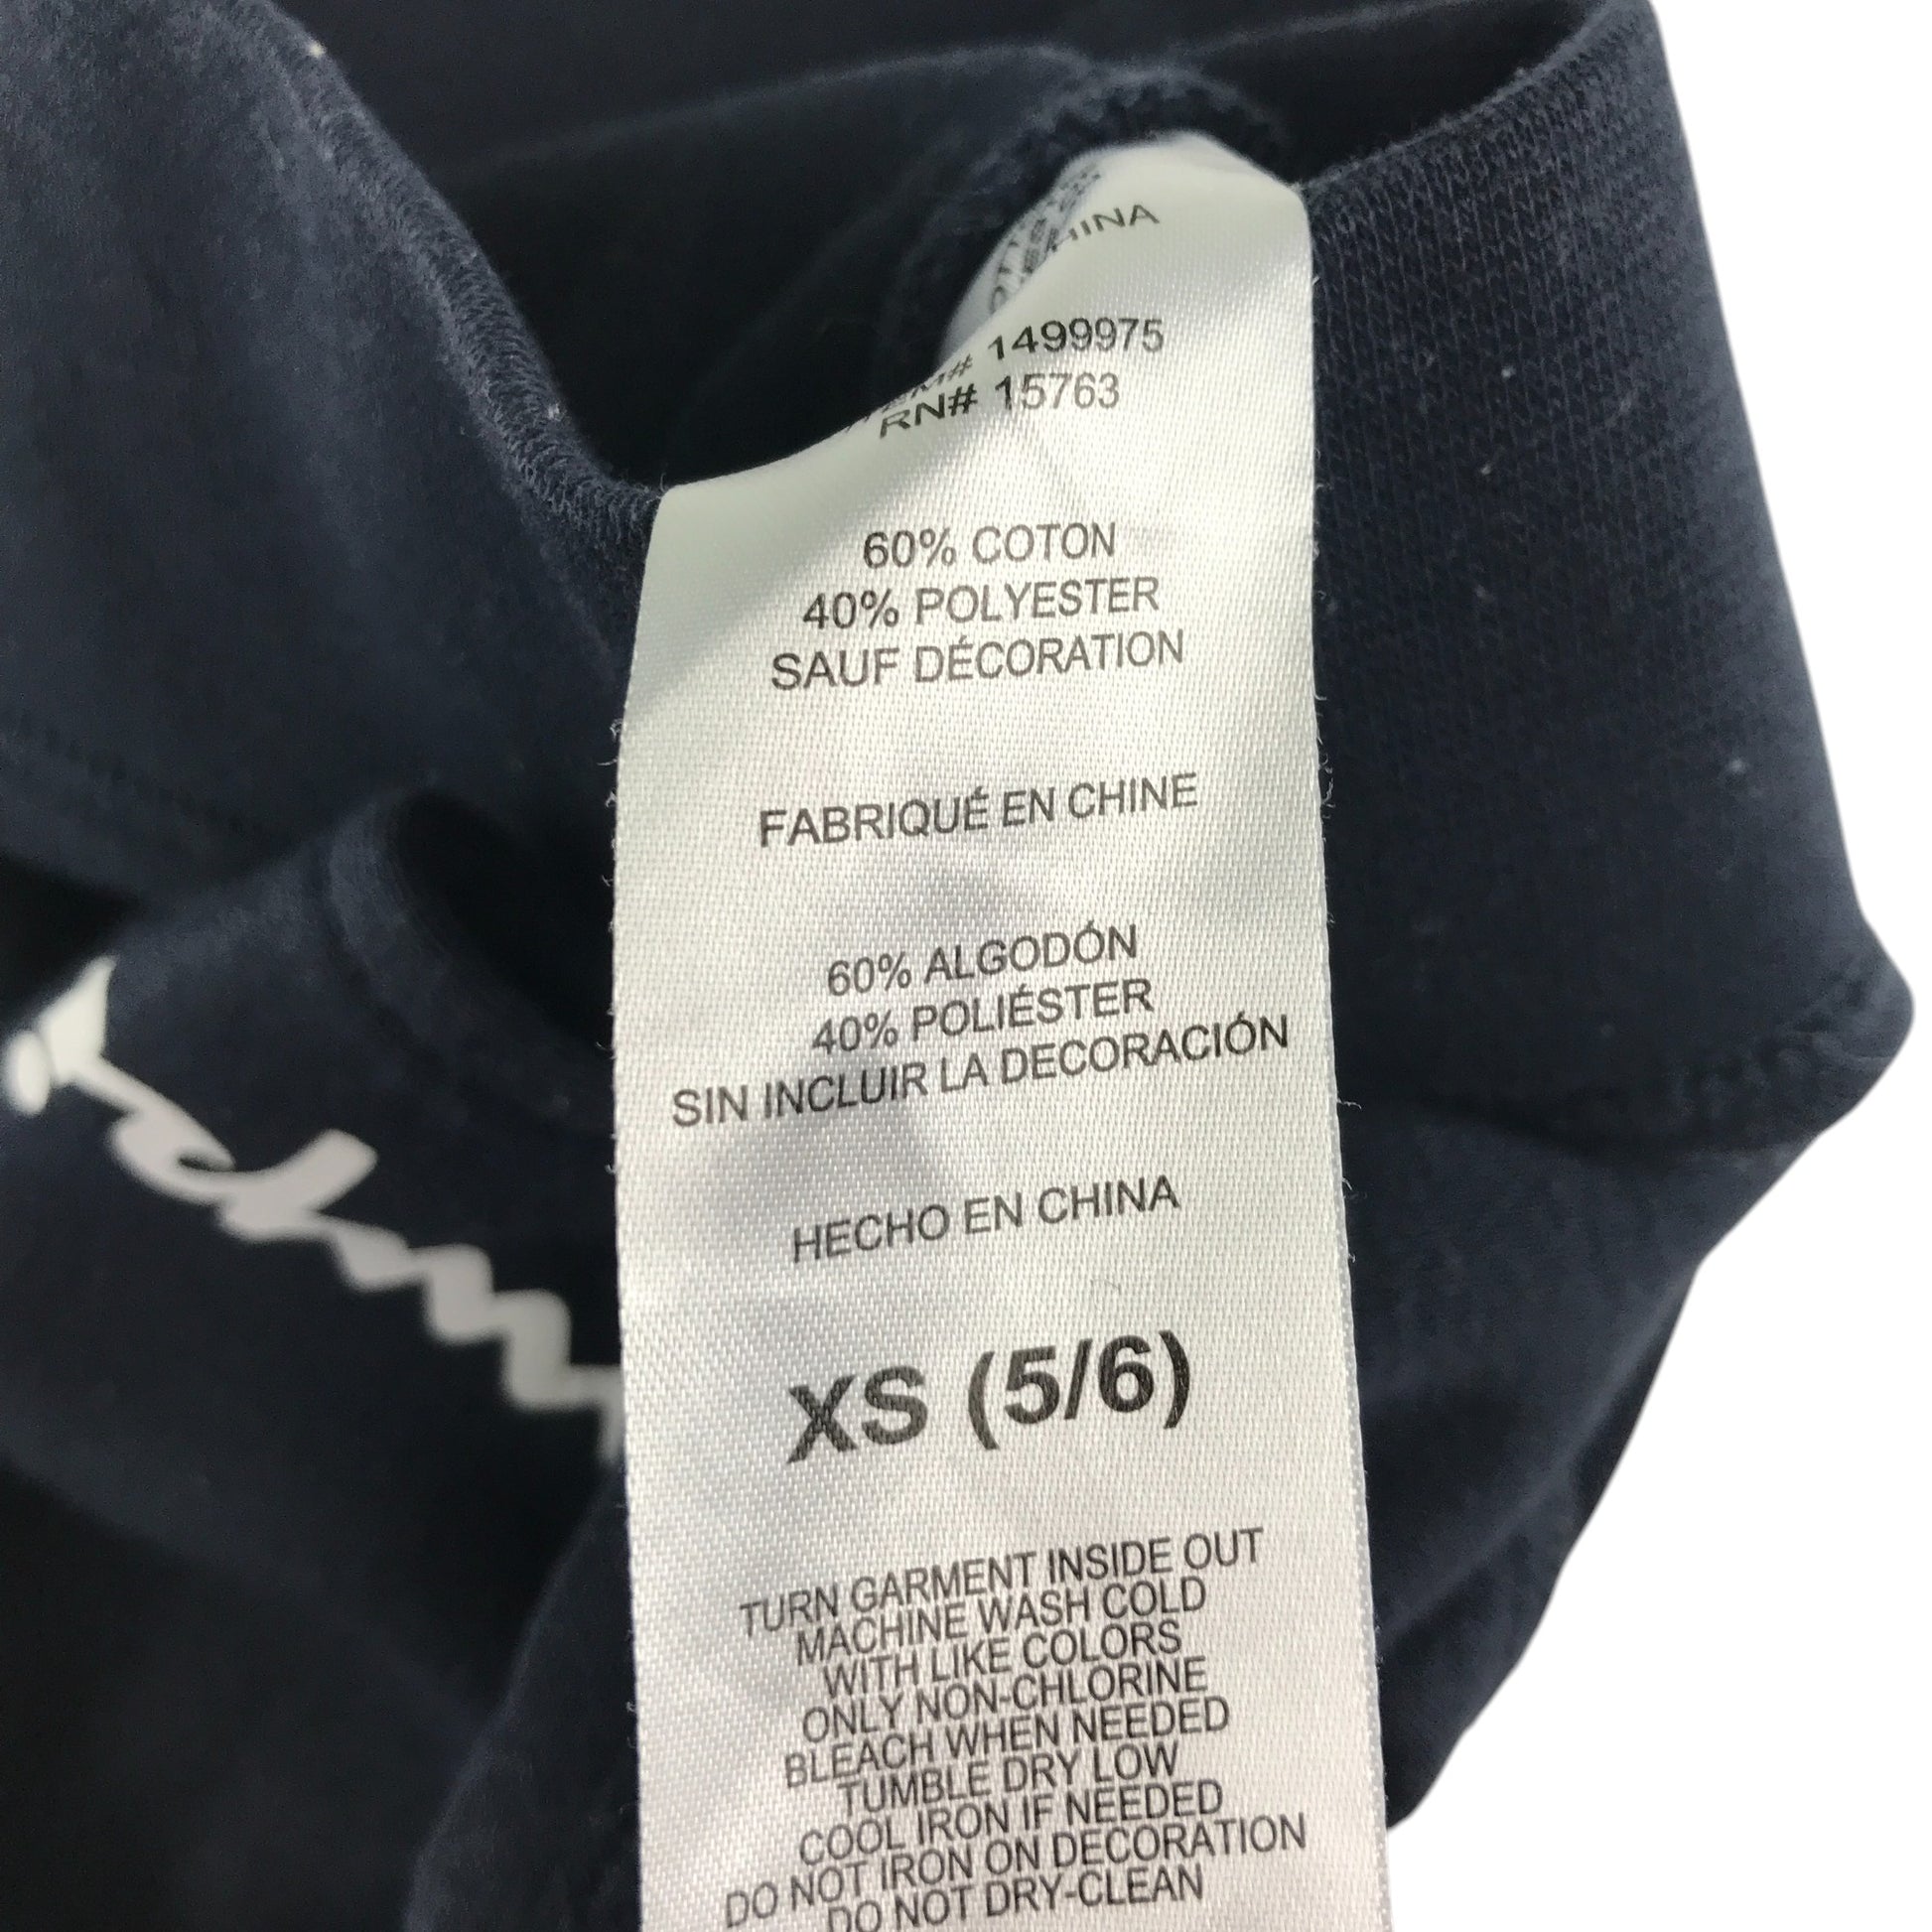 1499975
RN# 15763
60% COTON
40% POLYESTER
SAUF DÉCORATION
FABRIQUÉ EN CHINE
60% ALGODÓN
40% POLIÉSTER
SIN INCLUIR LA DECORACIÓN
HECHO EN CHINA
XS (5/6)
TURN GARMENT INSIDE OUT
MACHINE WASH COLD
WITH LIKE COLORS
ONLY NON-CHLORINE
BLEACH WHEN NEEDED
TUMBLE DRY LOW
COOL IRON IF NEEDED
DO NOT IRON ON DECORATION
DO NOT DRY-CLEAN